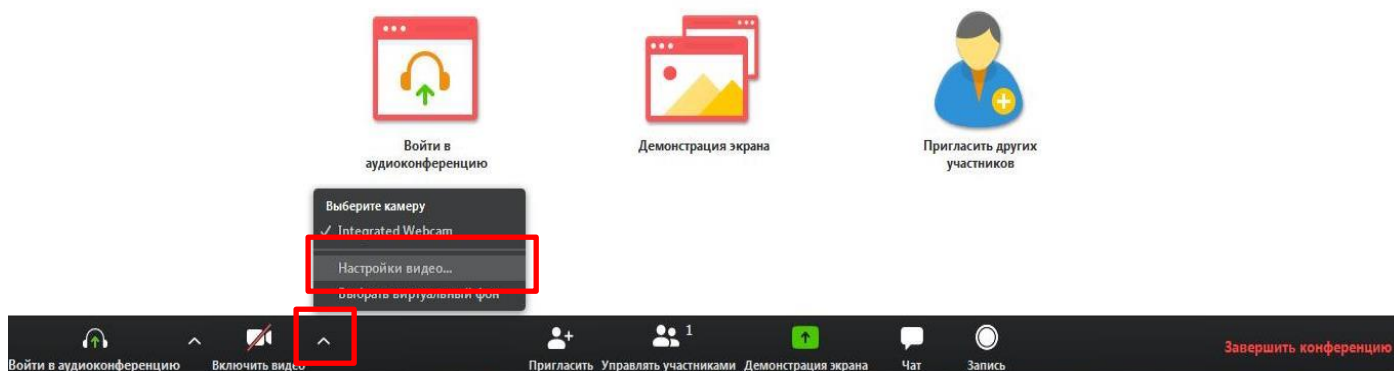 Войти в
аудиоконференцию
Демонстрация экрана
Пригласить других
участников
Выберите камеру
✓ Integrated Webcam
Настройки видео...
Выбрать виртуальный фон
Войти в аудиоконференцию
Включить видео
Пригласить
Управлять участниками
1
Демонстрация экрана
Чат
Запись
Завершить конференцию